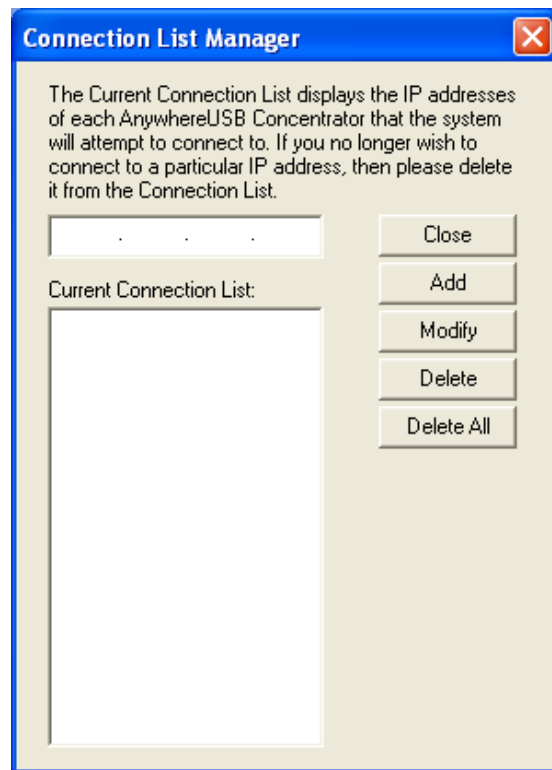 Connection List Manager
The Current Connection List displays the IP addresses
of each AnywhereUSB Concentrator that the system
will attempt to connect to. If you no longer wish to
connect to a particular IP address, then please delete
it from the Connection List.
. . .
Close
Add
Current Connection List:
Modify
Delete
Delete All